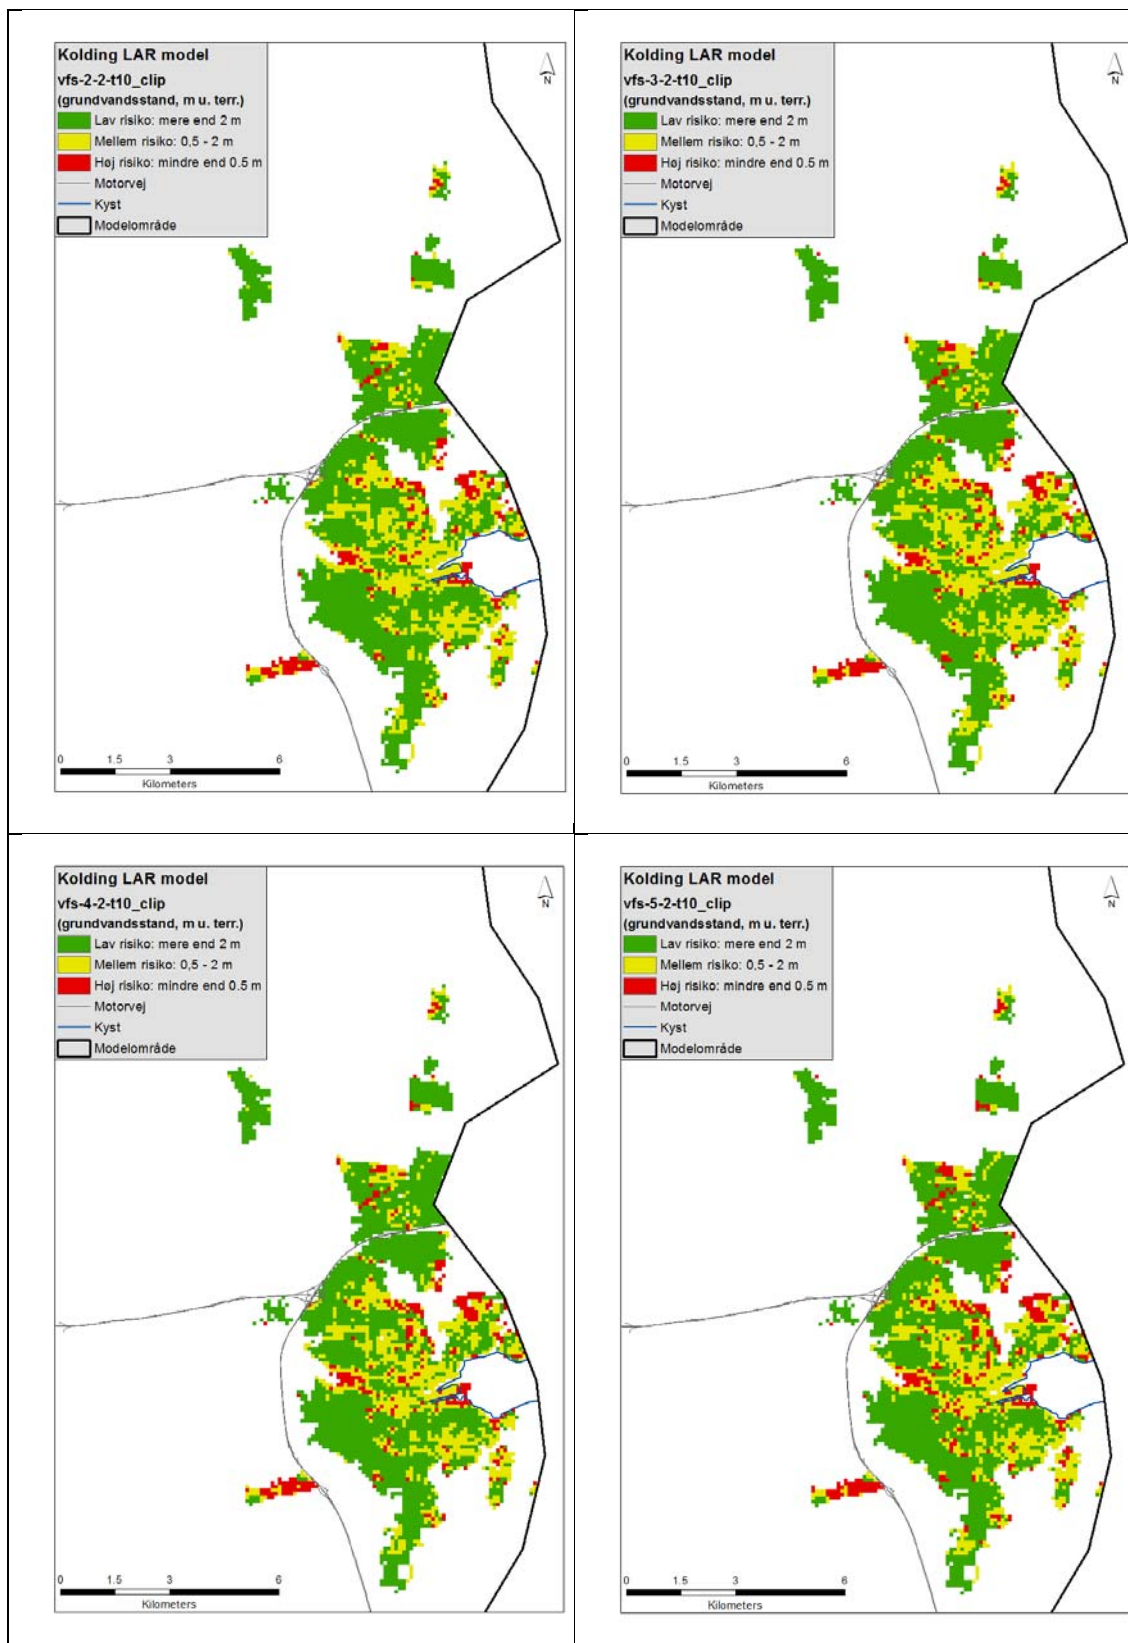 Kolding LAR model
vfs-2-2-t10_clip
(grundvandsstand, m u. terr.)
Lav risiko: mere end 2 m
Mellem risiko: 0,5 - 2 m
Høj risiko: mindre end 0.5 m
Motorvej
Kyst
Modelområde
N
0 1.5 3 6
Kilometers
Kolding LAR model
vfs-3-2-t10_clip
(grundvandsstand, m u. terr.)
Lav risiko: mere end 2 m
Mellem risiko: 0,5 - 2 m
Høj risiko: mindre end 0.5 m
Motorvej
Kyst
Modelområde
N
0 1.5 3 6
Kilometers
Kolding LAR model
vfs-4-2-t10_clip
(grundvandsstand, m u. terr.)
Lav risiko: mere end 2 m
Mellem risiko: 0,5 - 2 m
Høj risiko: mindre end 0.5 m
Motorvej
Kyst
Modelområde
N
0 1.5 3 6
Kilometers
Kolding LAR model
vfs-5-2-t10_clip
(grundvandsstand, m u. terr.)
Lav risiko: mere end 2 m
Mellem risiko: 0,5 - 2 m
Høj risiko: mindre end 0.5 m
Motorvej
Kyst
Modelområde
N
0 1.5 3 6
Kilometers